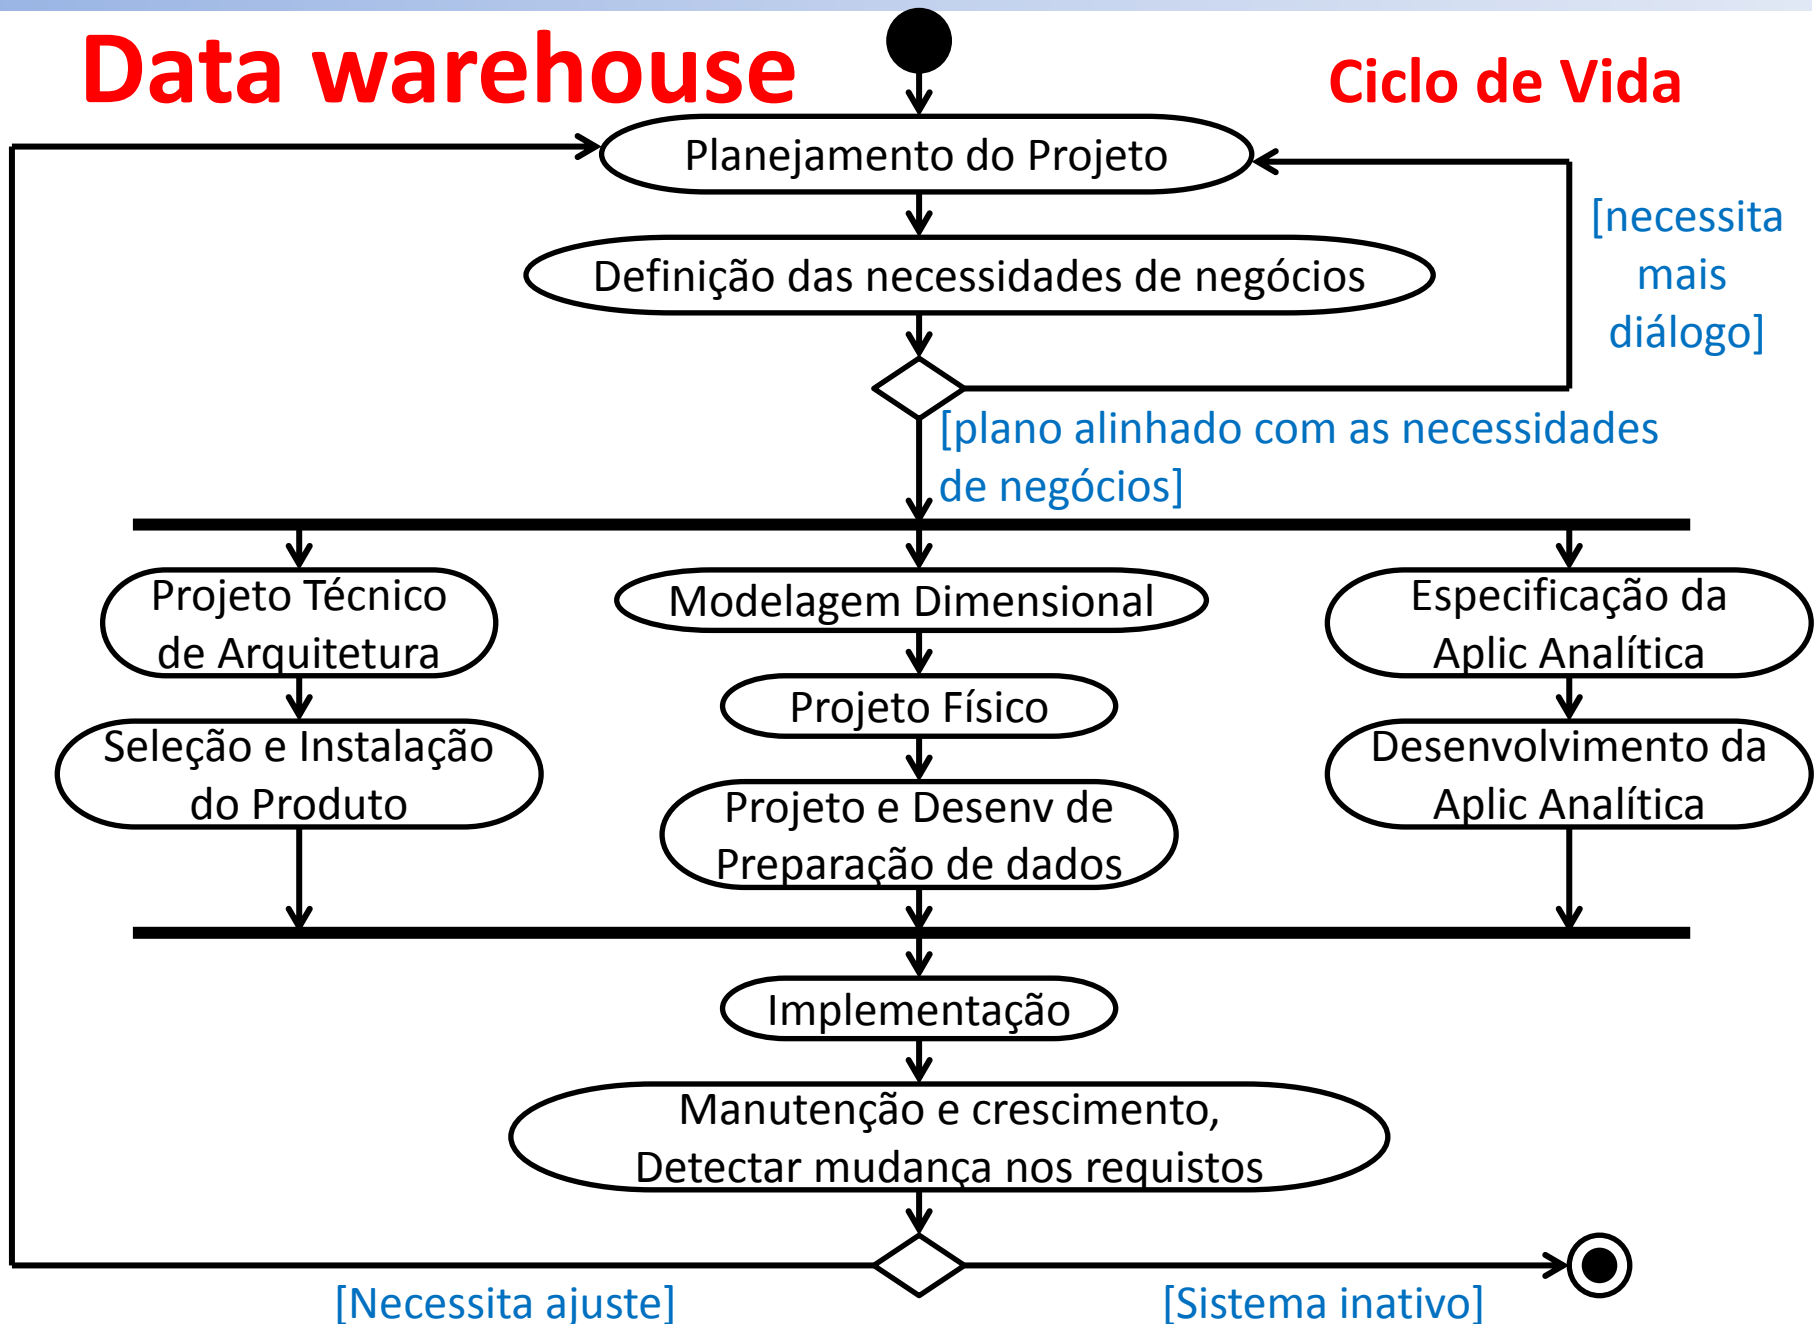 Data warehouse
Ciclo de Vida
Planejamento do Projeto
[necessita
mais
diálogo]
Definição das necessidades de negócios
[plano alinhado com as necessidades
de negócios]
Projeto Técnico
de Arquitetura
Modelagem Dimensional
Especificação da
Aplic Analítica
Seleção e Instalação
do Produto
Projeto Físico
Desenvolvimento da
Aplic Analítica
Projeto e Desenv de
Preparação de dados
Implementação
Manutenção e crescimento,
Detectar mudança nos requistos
[Necessita ajuste]
[Sistema inativo]